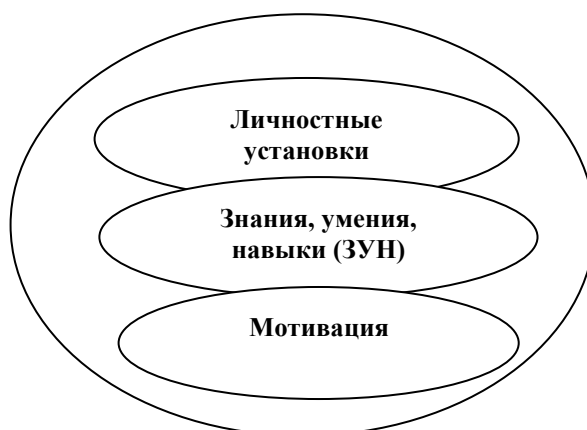 Личностные
установки
Знания, умения,
навыки (ЗУН)
Мотивация